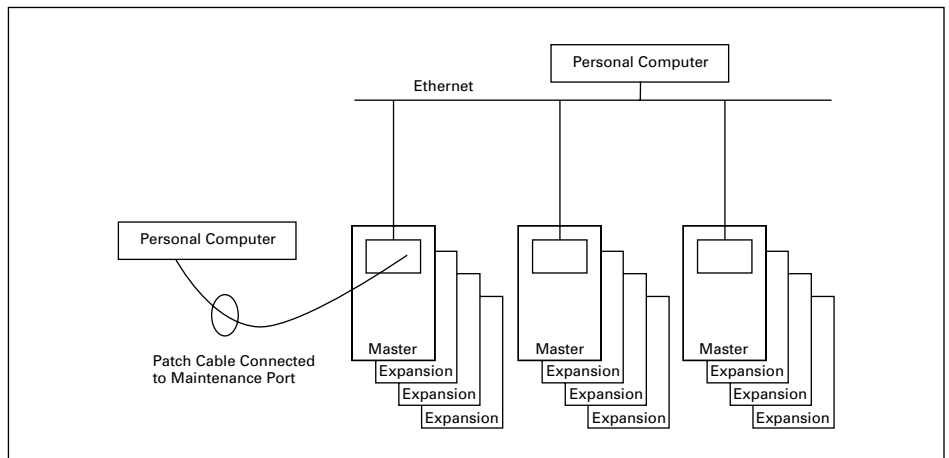 Personal Computer
Ethernet
Personal Computer
Patch Cable Connected
to Maintenance Port
Master
Expansion
Expansion
Expansion
Master
Expansion
Expansion
Expansion
Master
Expansion
Expansion
Expansion